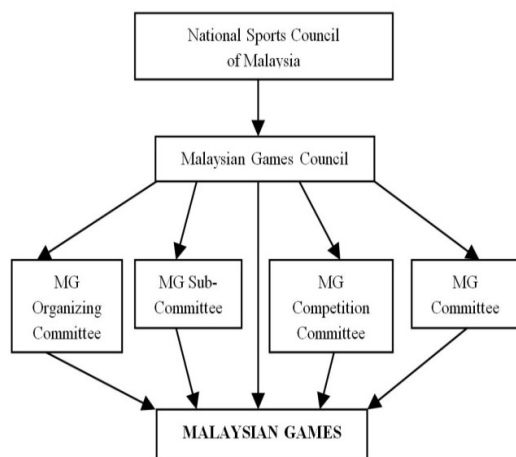 National Sports Council
of Malaysia
Malaysian Games Council
MG
Organizing
Committee
MG Sub-
Committee
MG
Competition
Committee
MG
Committee
MALAYSIAN GAMES